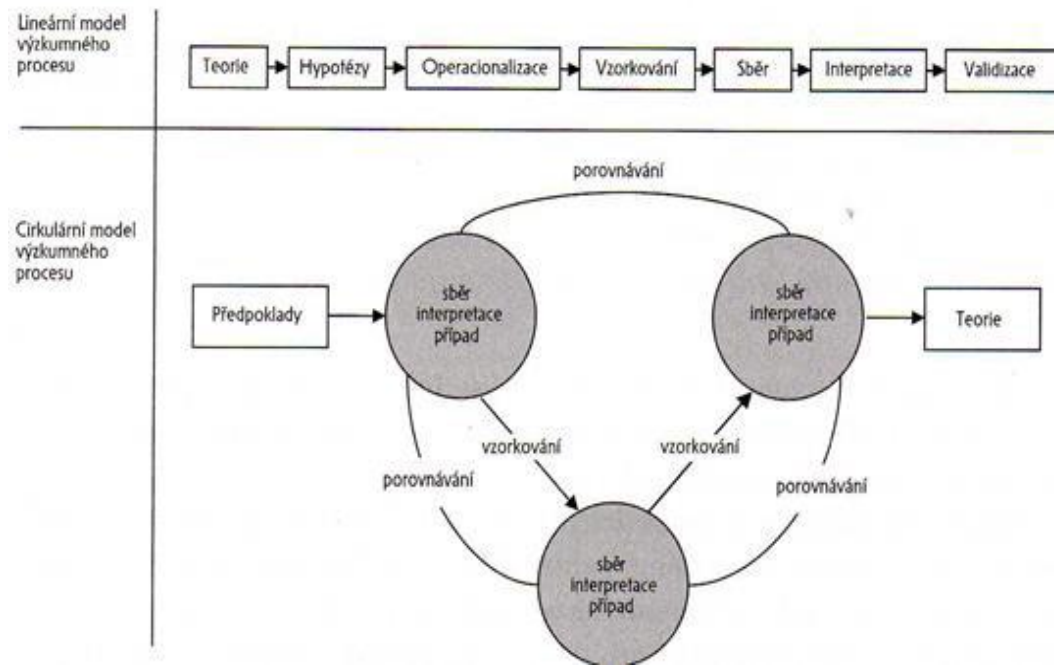 Lineární model
výzkumného
procesu
Teorie
Hypotézy
Operacionalizace
Vzorkování
Sběr
Interpretace
Validizace
porovnávání
Cirkulární model
výzkumného
procesu
Předpoklady
sběr
interpretace
případ
sběr
interpretace
případ
Teorie
vzorkování
vzorkování
porovnávání
porovnávání
sběr
interpretace
případ